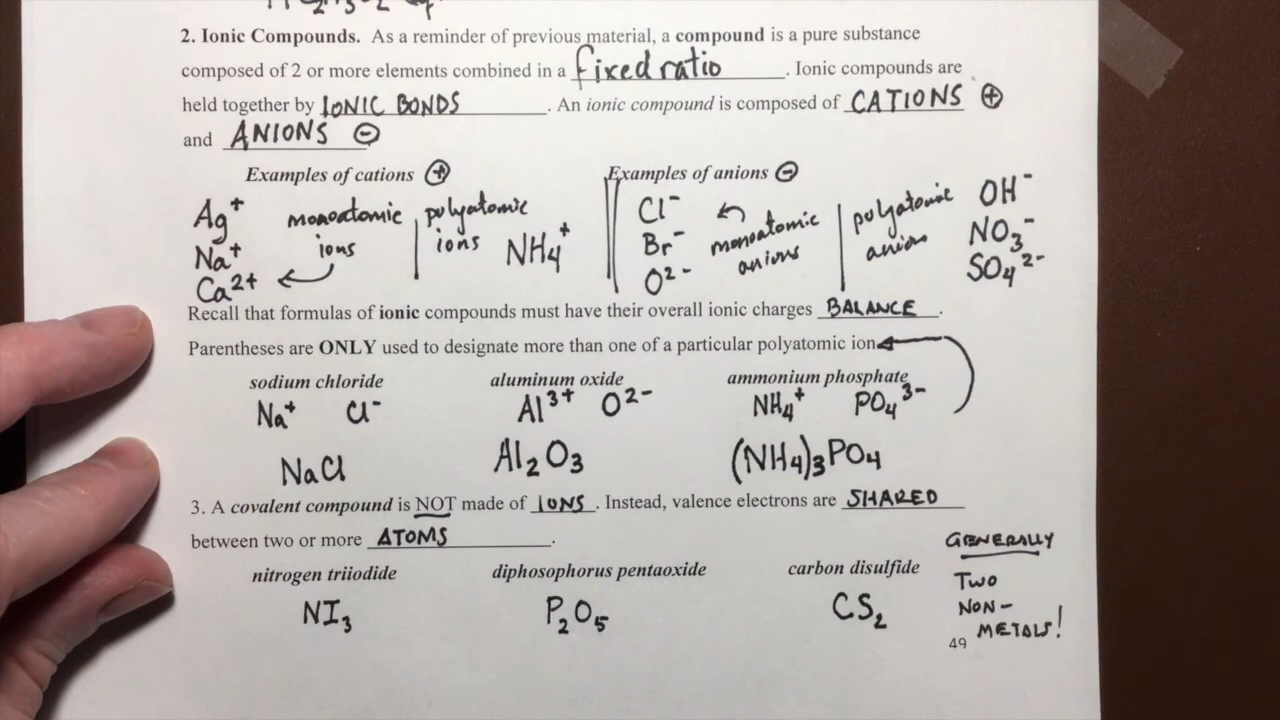 2. Ionic Compounds. As a reminder of previous material, a compound is a pure substance
composed of 2 or more elements combined in a fixed ratio. Ionic compounds are
held together by IONIC BONDS. An ionic compound is composed of CATIONS ⊕
and ANIONS ⊖
Examples of cations ⊕ Examples of anions ⊖
Ag⁺ monoatomic polyatomic Cl⁻ polyatomic OH⁻
Na⁺ ions ions NH₄⁺ Br⁻ monoatomic anions NO₃⁻
Ca²⁺ O²⁻ anions SO₄²⁻
Recall that formulas of ionic compounds must have their overall ionic charges BALANCE.
Parentheses are ONLY used to designate more than one of a particular polyatomic ion
sodium chloride aluminum oxide ammonium phosphate
Na⁺ Cl⁻ Al³⁺ O²⁻ NH₄⁺ PO₄³⁻
NaCl Al₂O₃ (NH₄)₃PO₄
3. A covalent compound is NOT made of IONS. Instead, valence electrons are SHARED
between two or more ATOMS.
nitrogen triiodide diphosophorus pentaoxide carbon disulfide
NI₃ P₂O₅ CS₂
GENERALLY
TWO
NON-
METALS!
49